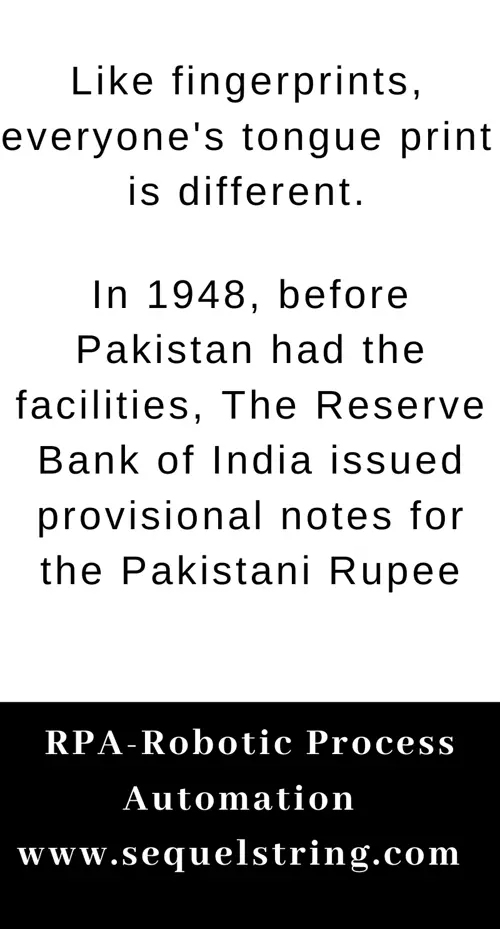 Like fingerprints,
everyone's tongue print
is different.
In 1948, before
Pakistan had the
facilities, The Reserve
Bank of India issued
provisional notes for
the Pakistani Rupee
RPA-Robotic Process
Automation
www.sequelstring.com